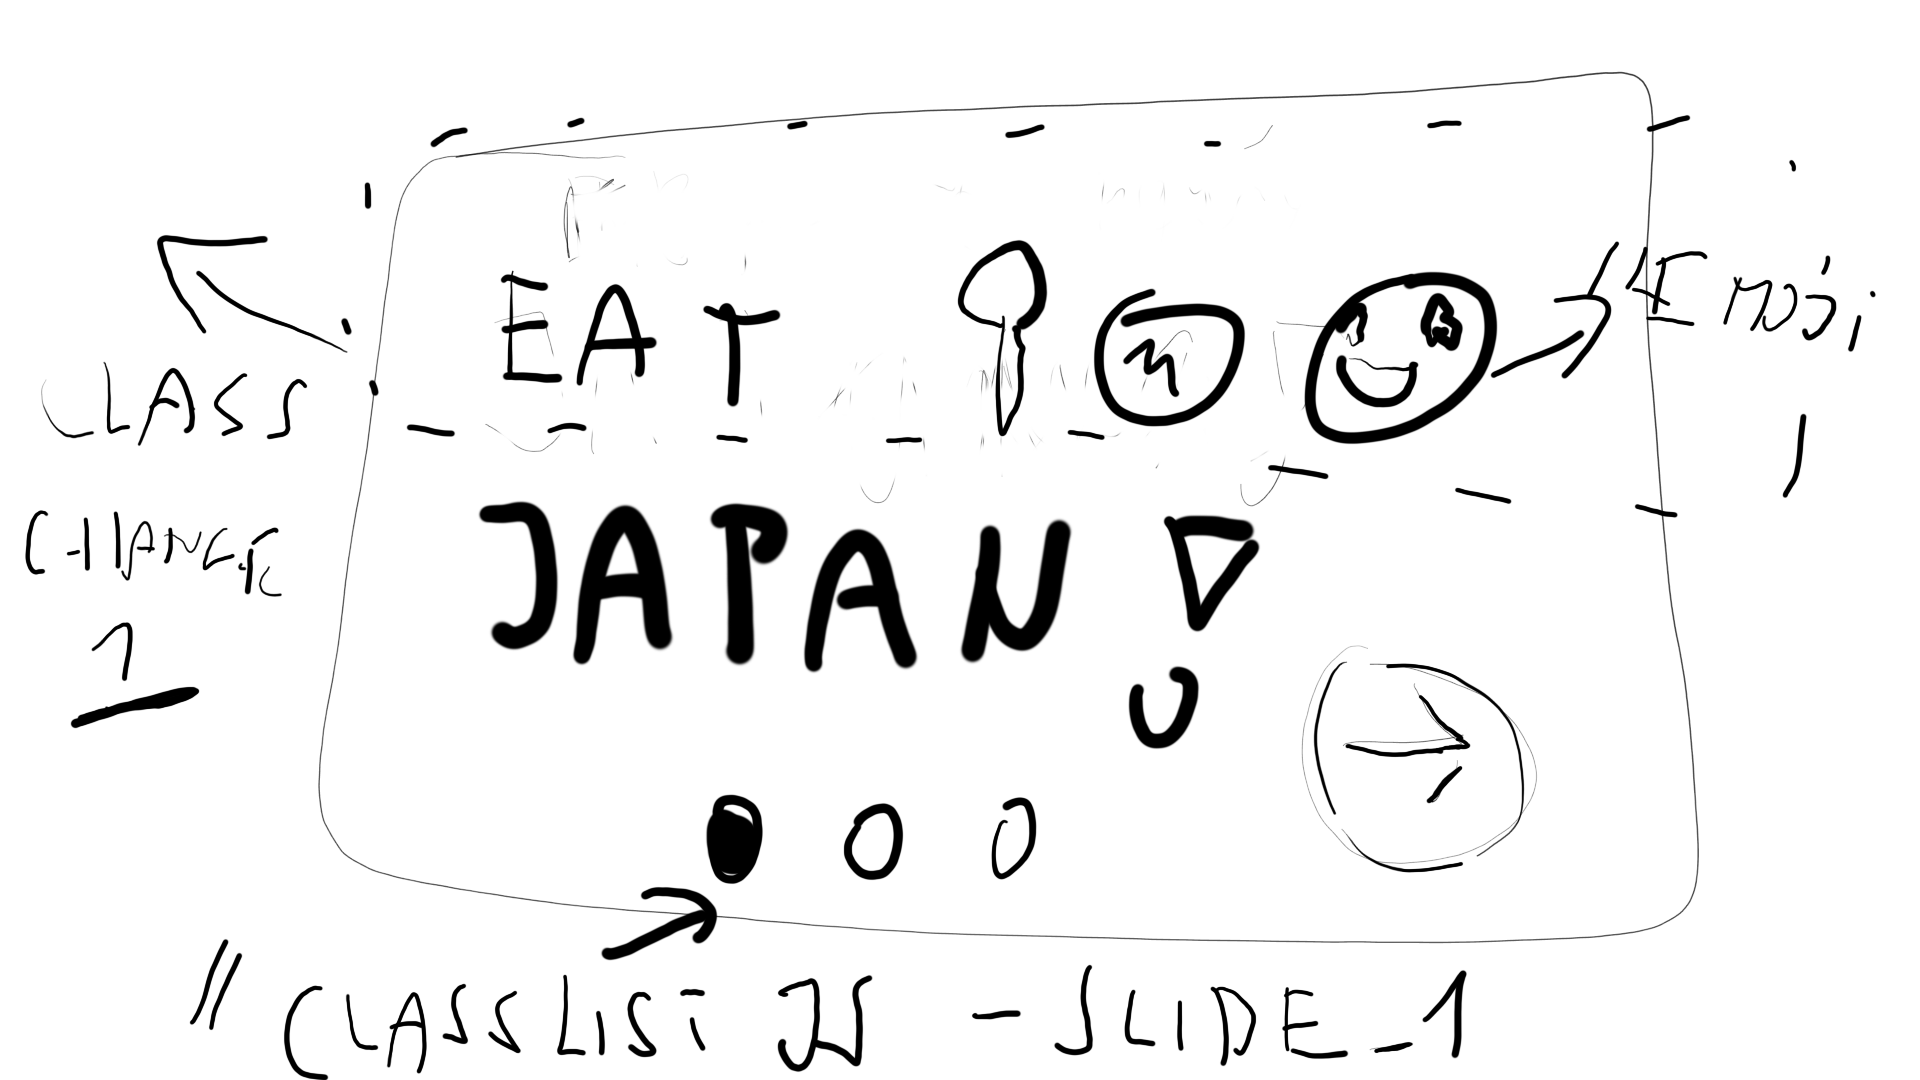 EAT
EMOJI
JAPAN
CLASS
CHANGE
1
// CLASSLIST JS - SLIDE_1